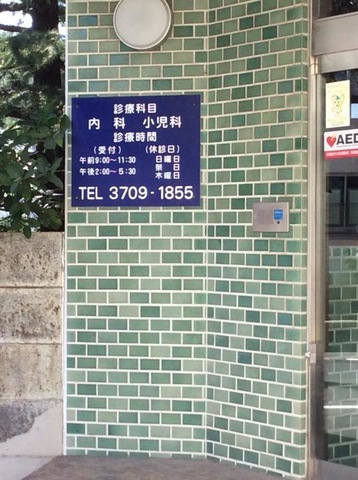 診療科目
内科 小児科
診療時間
(受付) (休診日)
午前9:00〜11:30 日曜日
祭日
午後2:00〜5:30 木曜日
TEL 3709-1855
AED